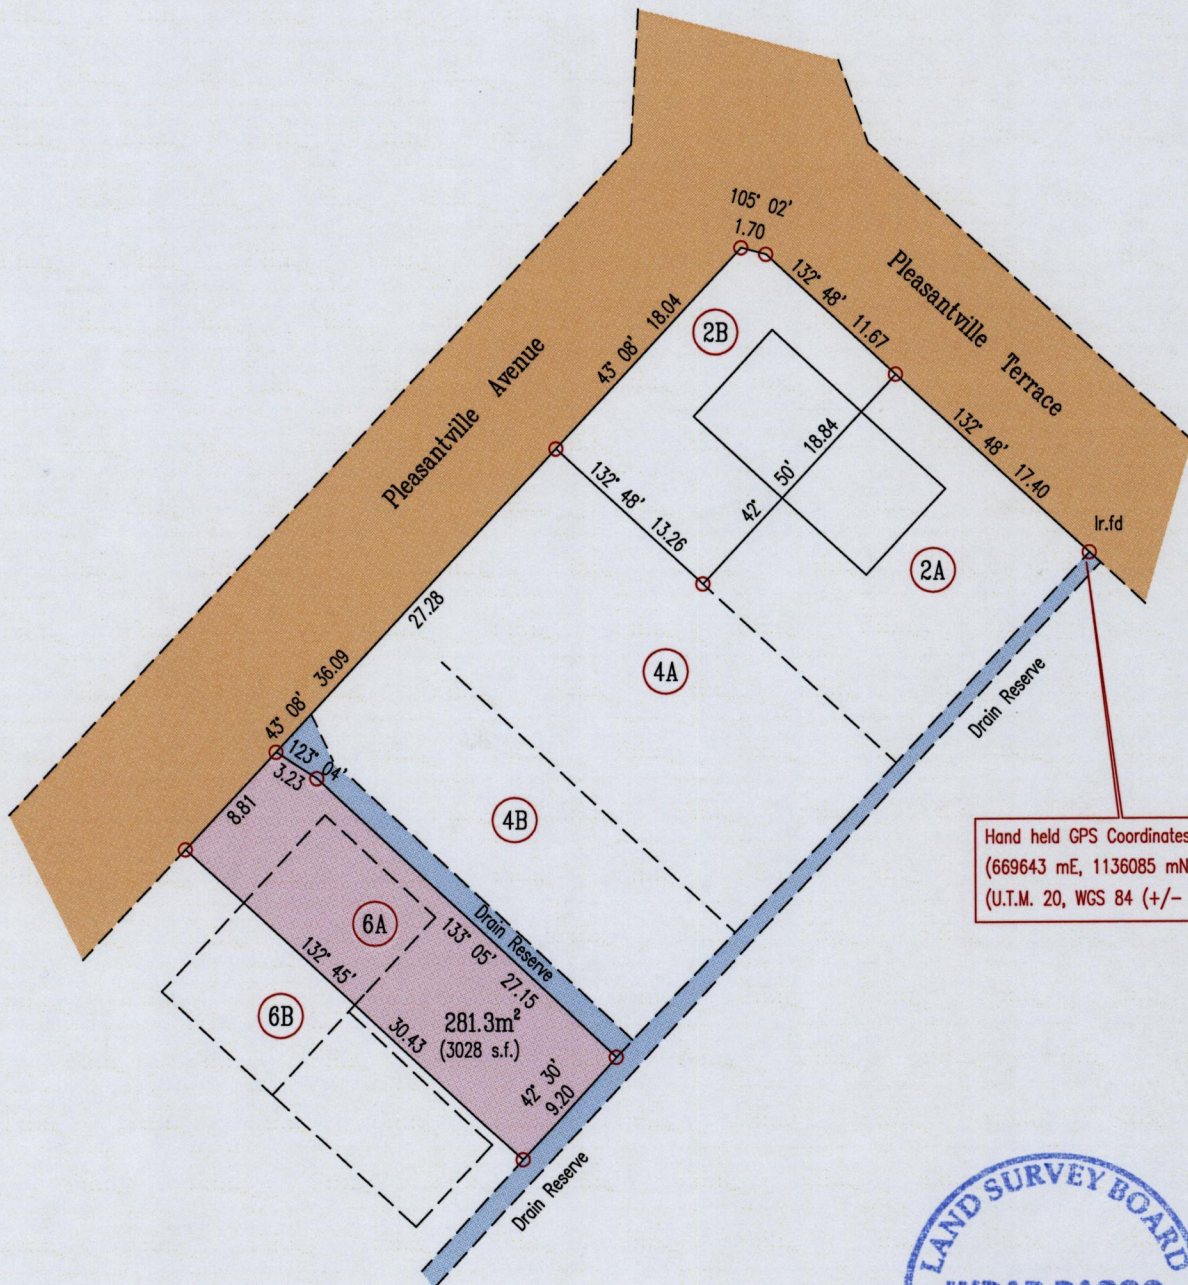 105° 02'
1.70
132° 48' 11.67
Pleasantville Terrace
2B
43° 08' 18.04
Pleasantville Avenue
132° 48' 17.40
42° 50' 18.84
132° 48' 13.26
Ir.fd
2A
27.28
4A
Drain Reserve
43° 08' 36.09
123° 04'
3.23
8.81
4B
Hand held GPS Coordinates
(669643 mE, 1136085 mN
(U.T.M. 20, WGS 84 (+/-
6A
Drain Reserve
133° 05' 27.15
132° 45'
30.43
6B
281.3m²
(3028 s.f.)
42° 30'
9.20
Drain Reserve
LAND SURVEY BOARD